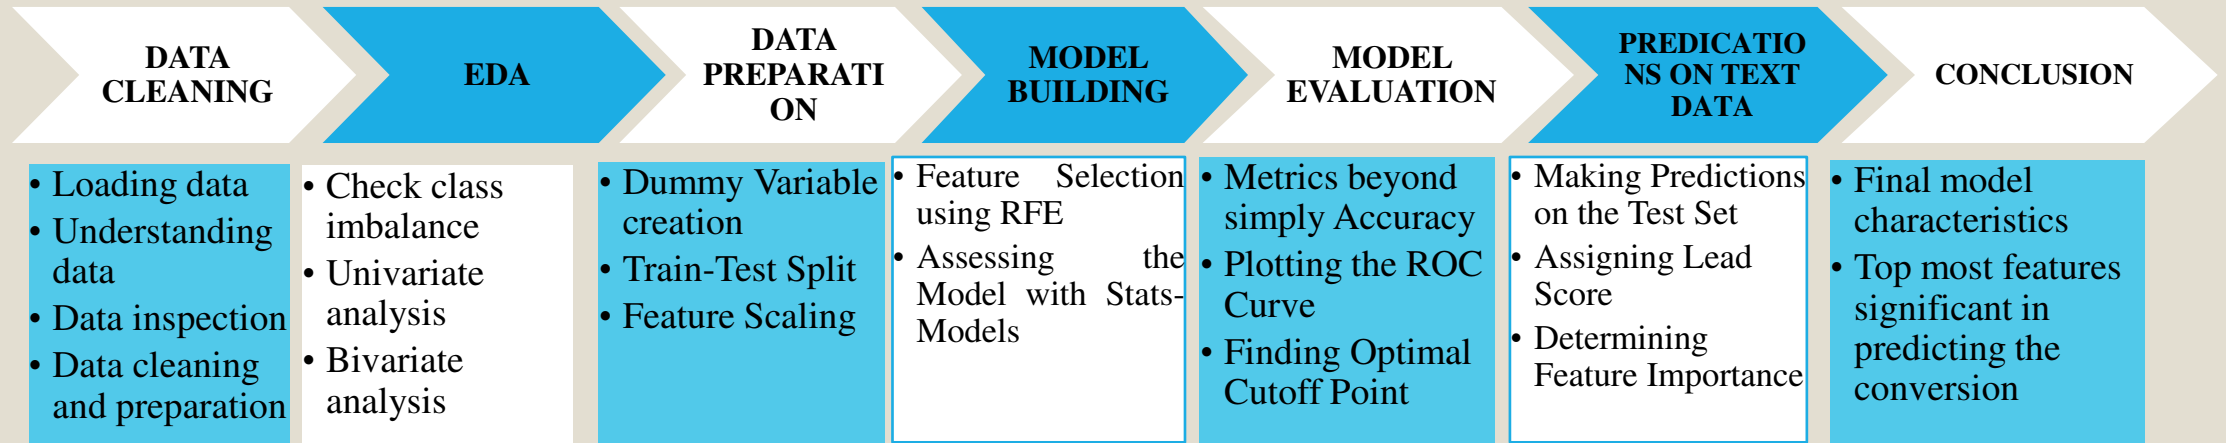 DATA
CLEANING
EDA
DATA
PREPARATI
ON
MODEL
BUILDING
MODEL
EVALUATION
PREDICATIO
NS ON TEXT
DATA
CONCLUSION
• Loading data
• Understanding
data
• Data inspection
• Data cleaning
and preparation
• Check class
imbalance
• Univariate
analysis
• Bivariate
analysis
• Dummy Variable
creation
• Train-Test Split
• Feature Scaling
• Feature Selection
using RFE
• Assessing the
Model with Stats-
Models
• Metrics beyond
simply Accuracy
• Plotting the ROC
Curve
• Finding Optimal
Cutoff Point
• Making Predictions
on the Test Set
• Assigning Lead
Score
• Determining
Feature Importance
• Final model
characteristics
• Top most features
significant in
predicting the
conversion